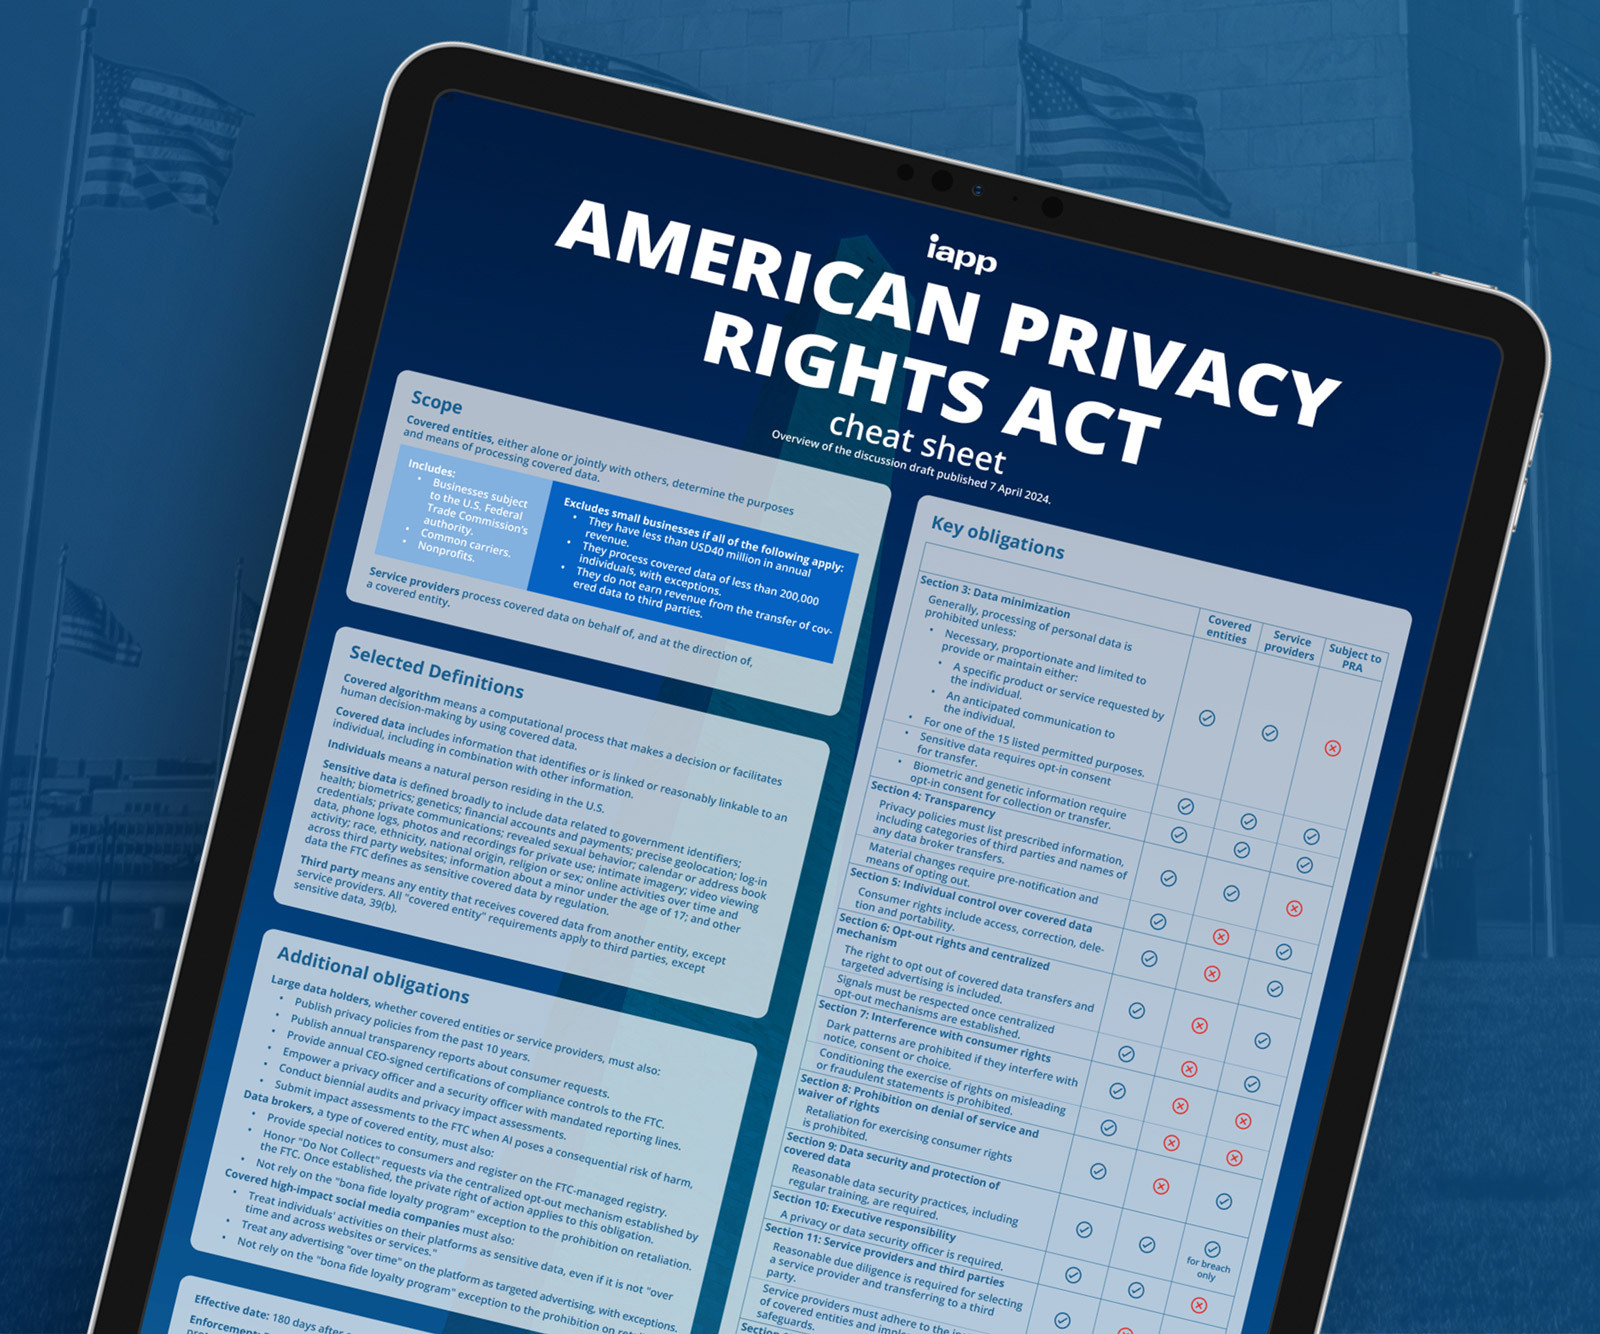 iapp
AMERICAN PRIVACY
RIGHTS ACT
cheat sheet
Overview of the discussion draft published 7 April 2024.
Scope
Covered entities, either alone or jointly with others, determine the purposes
and means of processing covered data.
Includes:
• Businesses subject
to the U.S. Federal
Trade Commission's
authority.
• Common carriers.
• Nonprofits.
Excludes small businesses if all of the following apply:
• They have less than USD40 million in annual
revenue.
• They process covered data of less than 200,000
individuals, with exceptions.
• They do not earn revenue from the transfer of cov-
ered data to third parties.
Service providers process covered data on behalf of, and at the direction of,
a covered entity.
Selected Definitions
Covered algorithm means a computational process that makes a decision or facilitates
human decision-making by using covered data.
Covered data includes information that identifies or is linked or reasonably linkable to an
individual, including in combination with other information.
Individuals means a natural person residing in the U.S.
Sensitive data is defined broadly to include data related to government identifiers;
health; biometrics; genetics; financial accounts and payments; precise geolocation; log-in
credentials; private communications; revealed sexual behavior; calendar or address book
data, phone logs, photos and recordings for private use; intimate imagery; video viewing
activity; race, ethnicity, national origin, religion or sex; online activities over time and
across third party websites; information about a minor under the age of 17; and other
data the FTC defines as sensitive covered data by regulation.
Third party means any entity that receives covered data from another entity, except
service providers. All "covered entity" requirements apply to third parties, except
sensitive data, 39(b).
Additional obligations
Large data holders, whether covered entities or service providers, must also:
• Publish privacy policies from the past 10 years.
• Publish annual transparency reports about consumer requests.
• Provide annual CEO-signed certifications of compliance controls to the FTC.
• Empower a privacy officer and a security officer with mandated reporting lines.
• Conduct biennial audits and privacy impact assessments.
• Submit impact assessments to the FTC when AI poses a consequential risk of harm.
Data brokers, a type of covered entity, must also:
• Provide special notices to consumers and register on the FTC-managed registry.
• Honor "Do Not Collect" requests via the centralized opt-out mechanism established by
the FTC. Once established, the private right of action applies to this obligation.
• Not rely on the "bona fide loyalty program" exception to the prohibition on retaliation.
Covered high-impact social media companies must also:
• Treat individuals' activities on their platforms as sensitive data, even if it is not "over
time and across websites or services."
• Treat any advertising "over time" on the platform as targeted advertising, with exceptions.
• Not rely on the "bona fide loyalty program" exception to the prohibition on
Effective date: 180 days after
Enforcement:
Key obligations
Covered
entities
Service
providers
Subject to
PRA
Section 3: Data minimization
Generally, processing of personal data is
prohibited unless:
• Necessary, proportionate and limited to
provide or maintain either:
• A specific product or service requested by
the individual.
• An anticipated communication to
the individual.
• For one of the 15 listed permitted purposes.
• Sensitive data requires opt-in consent
for transfer.
• Biometric and genetic information require
opt-in consent for collection or transfer.
Section 4: Transparency
Privacy policies must list prescribed information,
including categories of third parties and names of
any data broker transfers.
Material changes require pre-notification and
means of opting out.
Section 5: Individual control over covered data
Consumer rights include access, correction, dele-
tion and portability.
Section 6: Opt-out rights and centralized
mechanism
The right to opt out of covered data transfers and
targeted advertising is included.
Signals must be respected once centralized
opt-out mechanisms are established.
Section 7: Interference with consumer rights
Dark patterns are prohibited if they interfere with
notice, consent or choice.
Conditioning the exercise of rights on misleading
or fraudulent statements is prohibited.
Section 8: Prohibition on denial of service and
waiver of rights
Retaliation for exercising consumer rights
is prohibited.
Section 9: Data security and protection of
covered data
Reasonable data security practices, including
regular training, are required.
for breach
only
Section 10: Executive responsibility
A privacy or data security officer is required.
Section 11: Service providers and third parties
Reasonable due diligence is required for selecting
a service provider and transferring to a third
party.
Service providers must adhere to the
of covered entities and
safeguards.